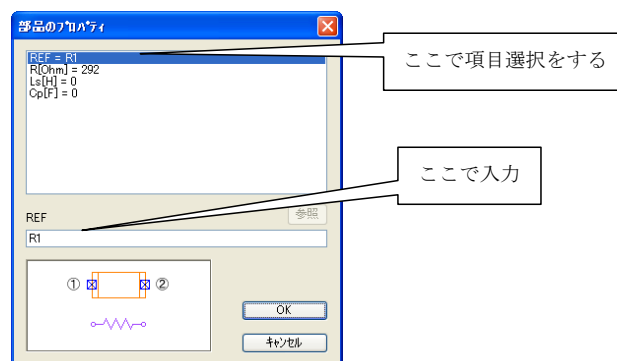 部品のﾌﾟﾛﾊﾟﾃｨ
REF = R1
R[Ohm] = 292
Ls[H] = 0
Cp[F] = 0
ここで項目選択をする
ここで入力
REF
参照
R1
① ②
OK
ｷｬﾝｾﾙ